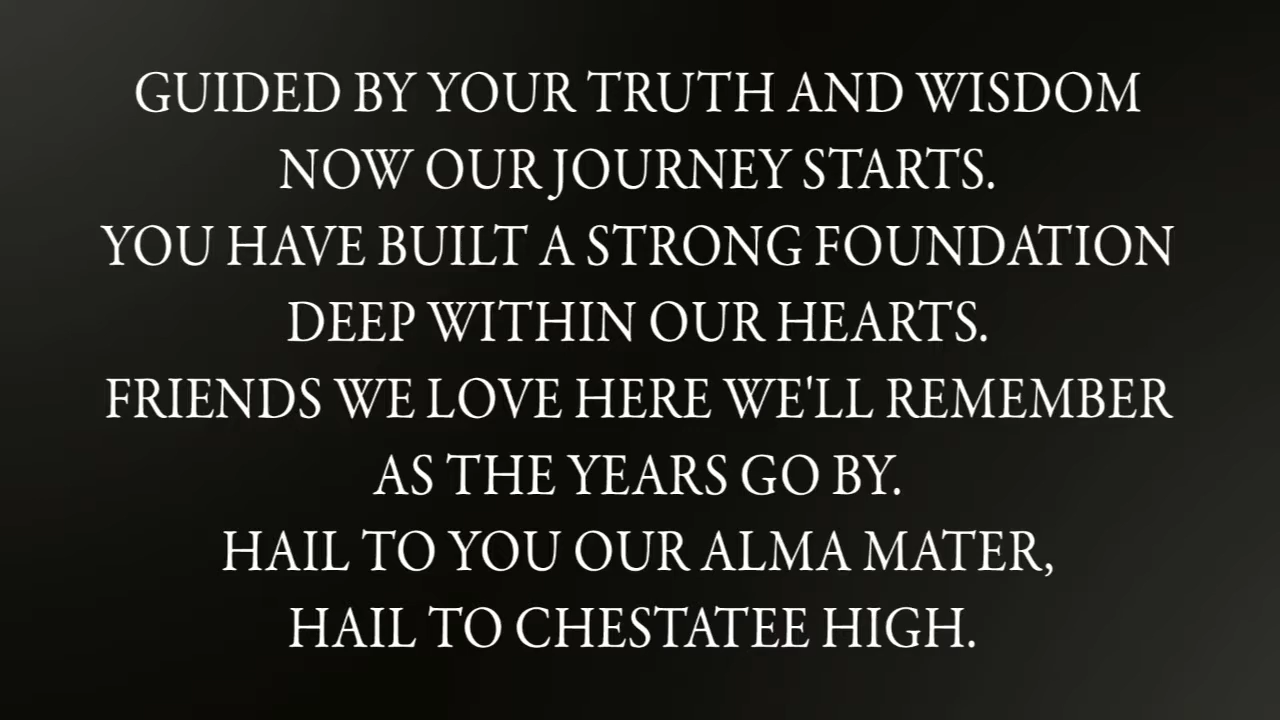 GUIDED BY YOUR TRUTH AND WISDOM
NOW OUR JOURNEY STARTS.
YOU HAVE BUILT A STRONG FOUNDATION
DEEP WITHIN OUR HEARTS.
FRIENDS WE LOVE HERE WE'LL REMEMBER
AS THE YEARS GO BY.
HAIL TO YOU OUR ALMA MATER,
HAIL TO CHESTATEE HIGH.